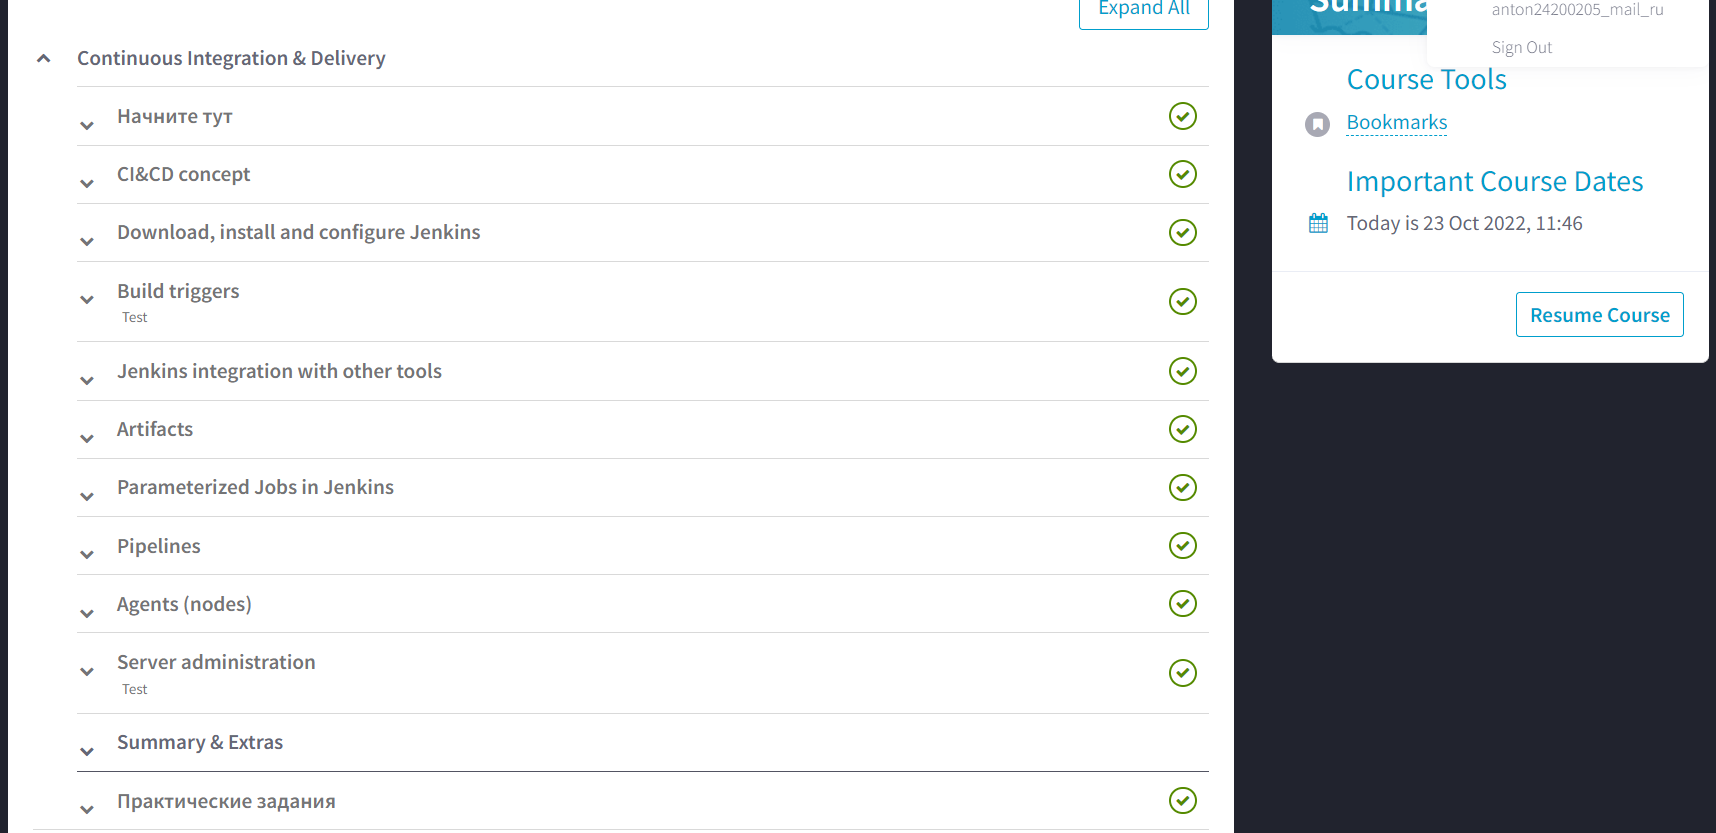 Expand All
Continuous Integration & Delivery
Начните тут
CI&CD concept
Download, install and configure Jenkins
Build triggers
Test
Jenkins integration with other tools
Artifacts
Parameterized Jobs in Jenkins
Pipelines
Agents (nodes)
Server administration
Test
Summary & Extras
Практические задания
anton24200205_mail_ru
Sign Out
Course Tools
Bookmarks
Important Course Dates
Today is 23 Oct 2022, 11:46
Resume Course